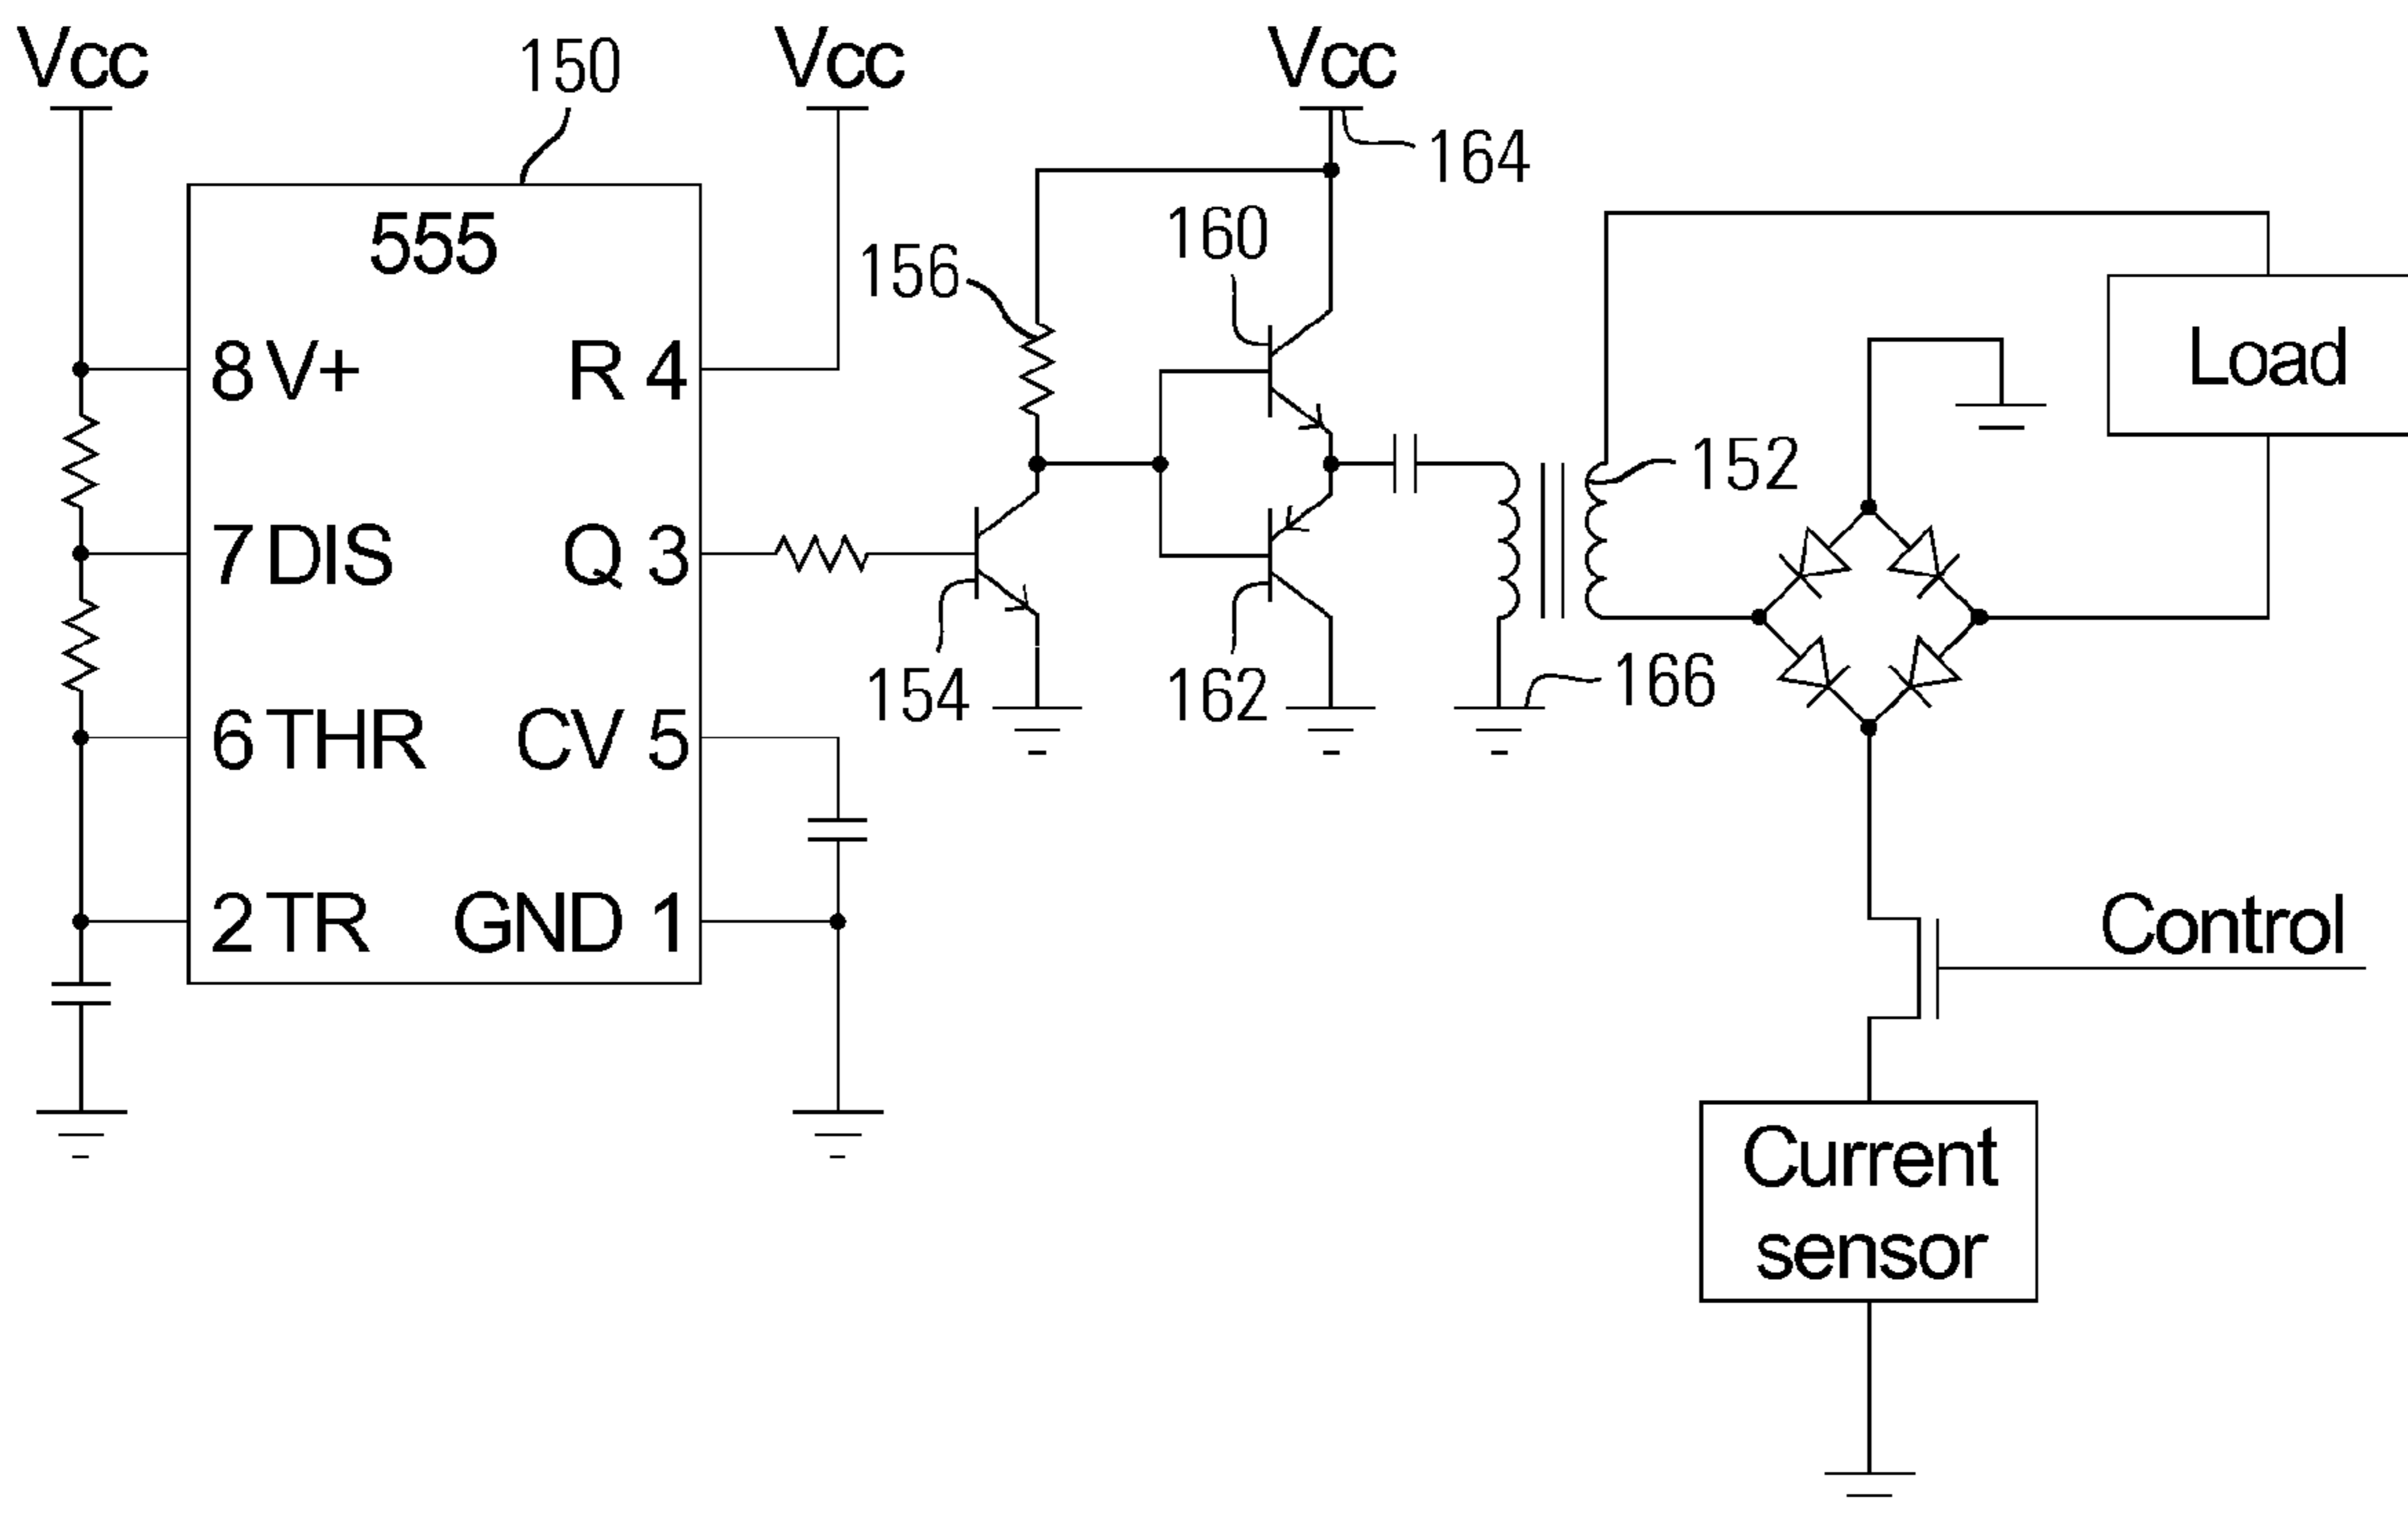 Vcc
150
Vcc
Vcc
164
555
156
160
8 V+
R 4
Load
152
7 DIS
Q 3
154
162
166
6 THR
CV 5
2 TR
GND 1
Control
Current
sensor